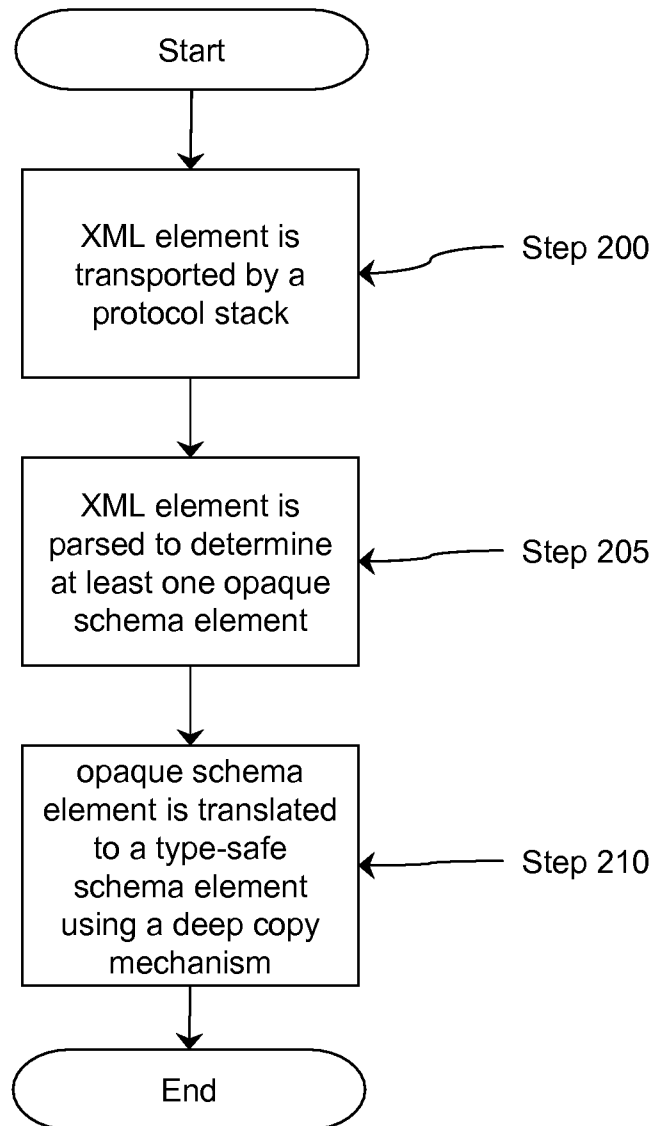 Start
XML element is
transported by a
protocol stack
Step 200
XML element is
parsed to determine
at least one opaque
schema element
Step 205
opaque schema
element is translated
to a type-safe
schema element
using a deep copy
mechanism
Step 210
End